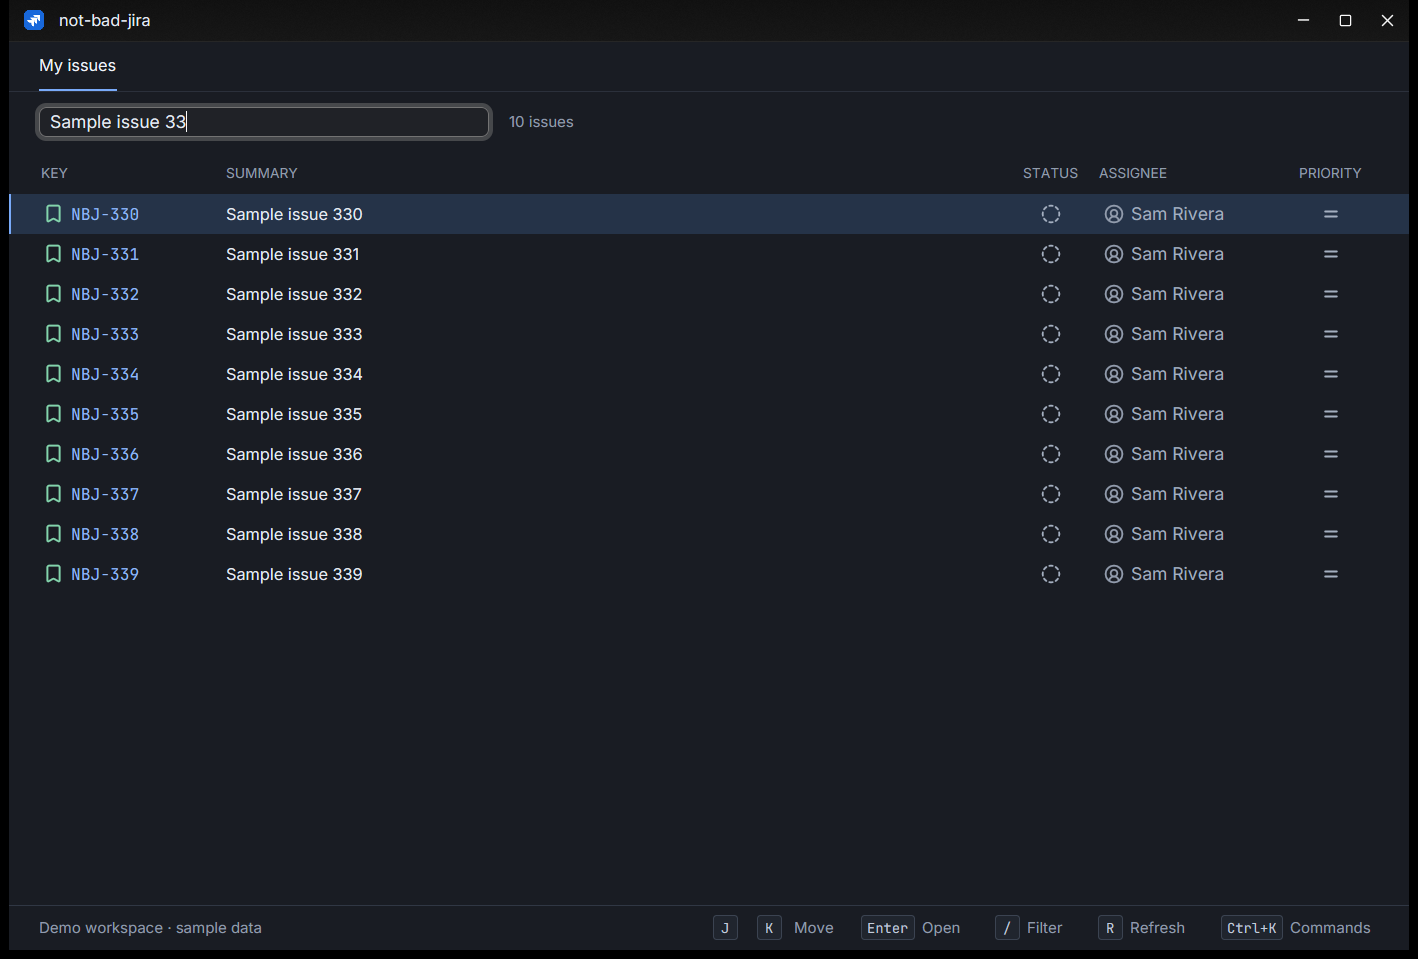 not-bad-jira
My issues
Sample issue 33 10 issues
KEY SUMMARY STATUS ASSIGNEE PRIORITY
NBJ-330 Sample issue 330 Sam Rivera
NBJ-331 Sample issue 331 Sam Rivera
NBJ-332 Sample issue 332 Sam Rivera
NBJ-333 Sample issue 333 Sam Rivera
NBJ-334 Sample issue 334 Sam Rivera
NBJ-335 Sample issue 335 Sam Rivera
NBJ-336 Sample issue 336 Sam Rivera
NBJ-337 Sample issue 337 Sam Rivera
NBJ-338 Sample issue 338 Sam Rivera
NBJ-339 Sample issue 339 Sam Rivera
Demo workspace · sample data J K Move Enter Open / Filter R Refresh Ctrl+K Commands